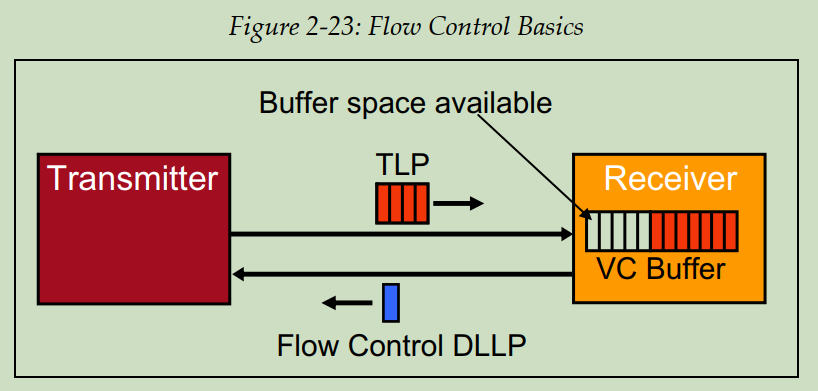 Figure 2-23: Flow Control Basics
Buffer space available
Transmitter
TLP
Receiver
VC Buffer
Flow Control DLLP